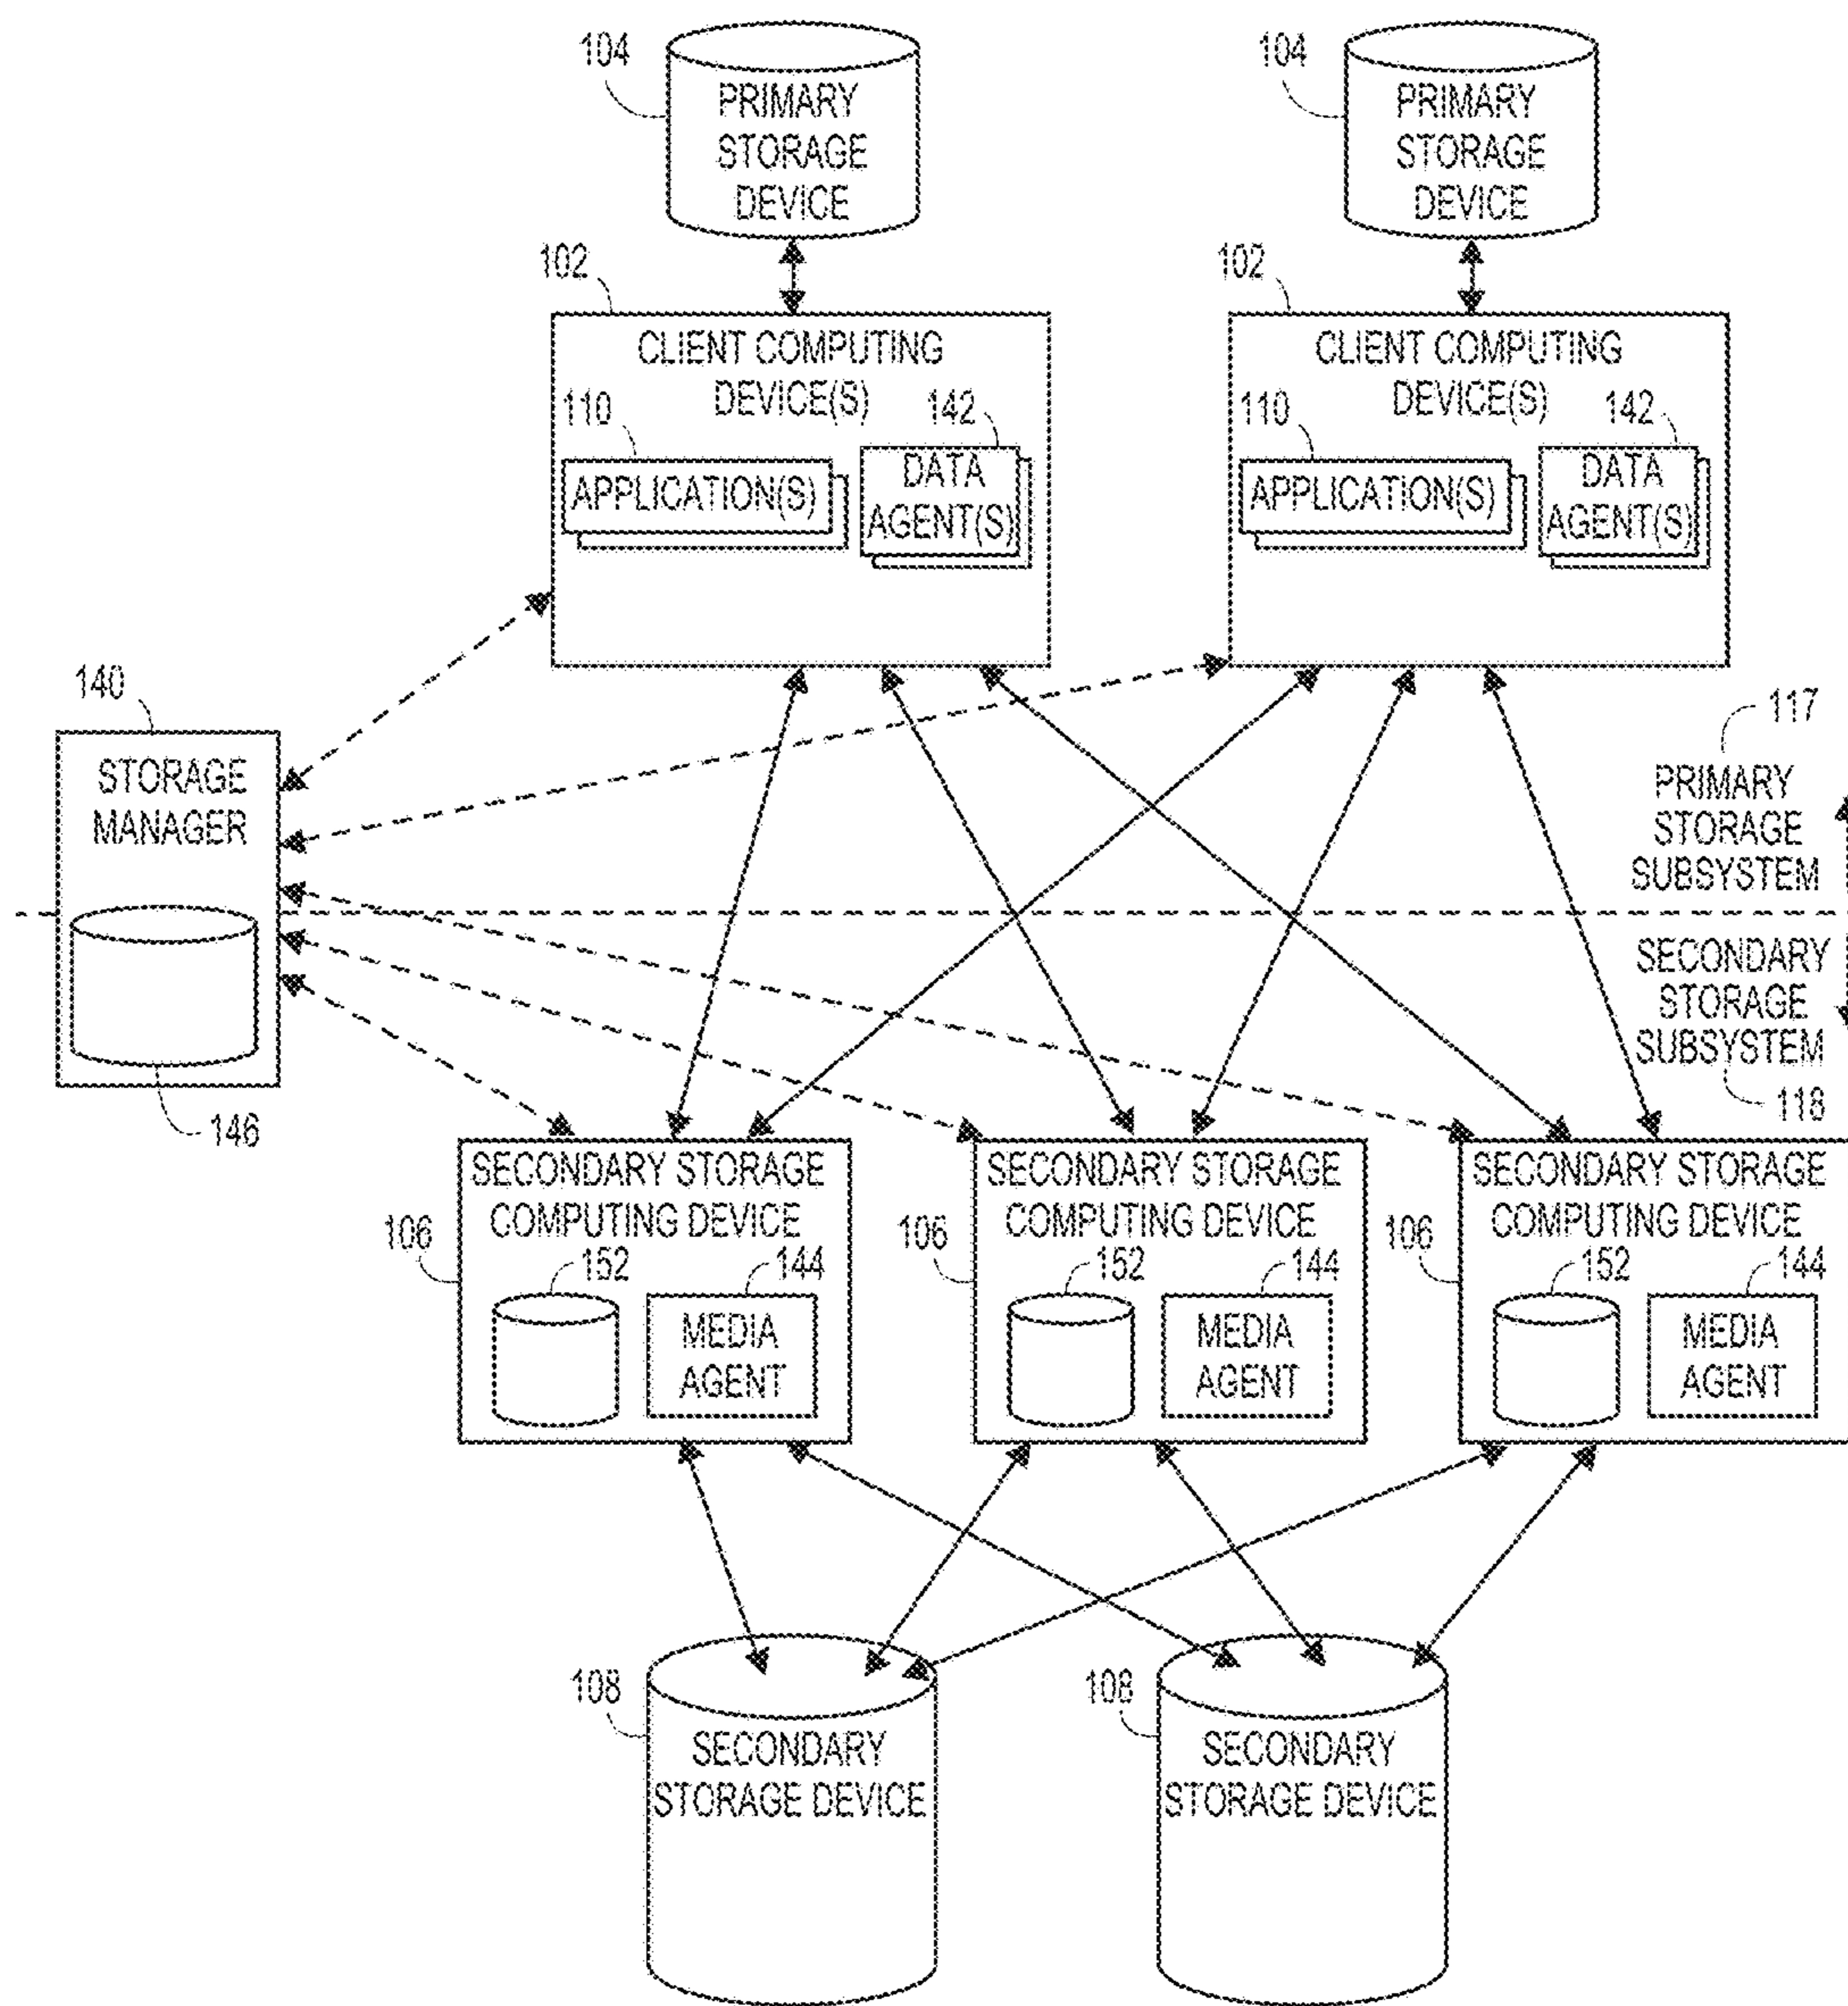 104
PRIMARY
STORAGE
DEVICE
104
PRIMARY
STORAGE
DEVICE
102
CLIENT COMPUTING
DEVICE(S)
110
142
APPLICATION(S)
DATA
AGENT(S)
102
CLIENT COMPUTING
DEVICE(S)
110
142
APPLICATION(S)
DATA
AGENT(S)
140
STORAGE
MANAGER
146
117
PRIMARY
STORAGE
SUBSYSTEM
SECONDARY
STORAGE
SUBSYSTEM
118
SECONDARY STORAGE
COMPUTING DEVICE
106
152
144
MEDIA
AGENT
SECONDARY STORAGE
COMPUTING DEVICE
106
152
144
MEDIA
AGENT
SECONDARY STORAGE
COMPUTING DEVICE
106
152
144
MEDIA
AGENT
108
SECONDARY
STORAGE DEVICE
108
SECONDARY
STORAGE DEVICE